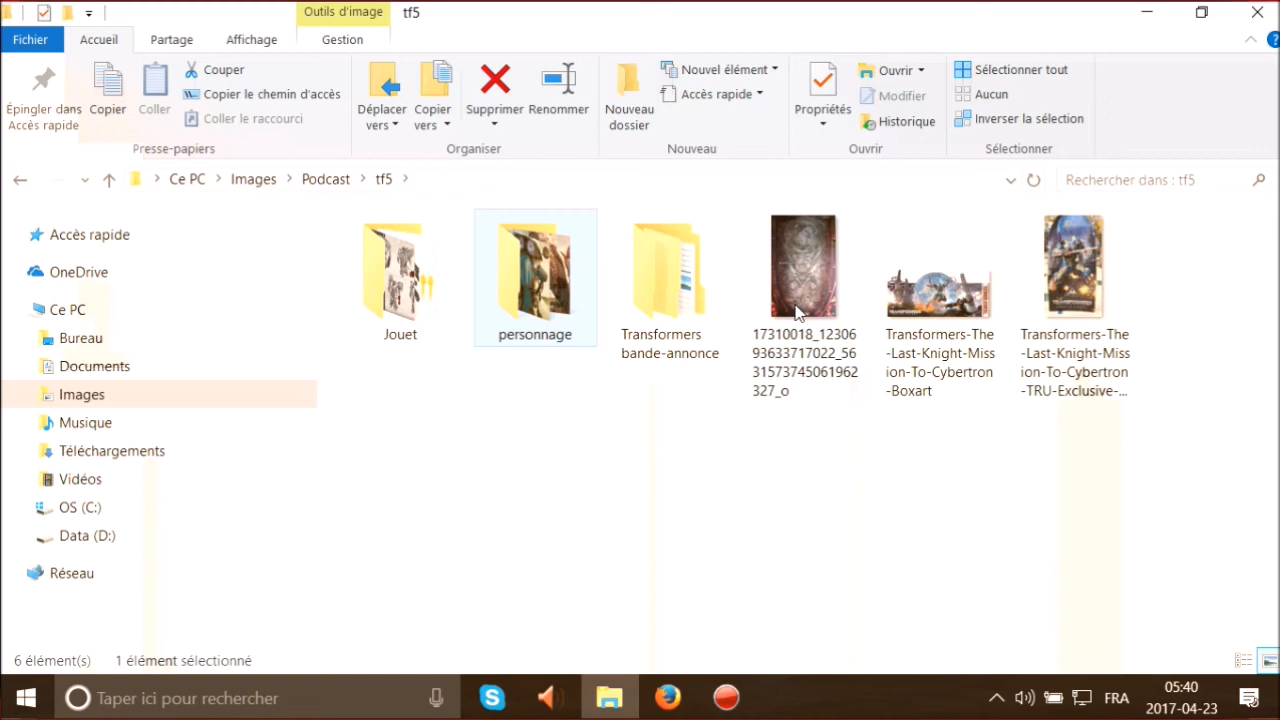 Outils d'image tf5
Fichier Accueil Partage Affichage Gestion
Épingler dans
Accès rapide
Copier
Coller
Couper
Copier le chemin d'accès
Coller le raccourci
Presse-papiers
Déplacer
vers
Copier
vers
Supprimer
Renommer
Organiser
Nouveau
dossier
Nouvel élément
Accès rapide
Nouveau
Propriétés
Ouvrir
Modifier
Historique
Ouvrir
Sélectionner tout
Aucun
Inverser la sélection
Sélectionner
Ce PC Images Podcast tf5
Rechercher dans : tf5
Accès rapide
OneDrive
Ce PC
Bureau
Documents
Images
Musique
Téléchargements
Vidéos
OS (C:)
Data (D:)
Réseau
Jouet
personnage
Transformers
bande-annonce
17310018_12306
93633717022_56
31573745061962
327_o
Transformers-The
-Last-Knight-Miss
ion-To-Cybertron
-Boxart
Transformers-The
-Last-Knight-Miss
ion-To-Cybertron
-TRU-Exclusive-...
6 élément(s) 1 élément sélectionné
Taper ici pour rechercher
FRA
05:40
2017-04-23